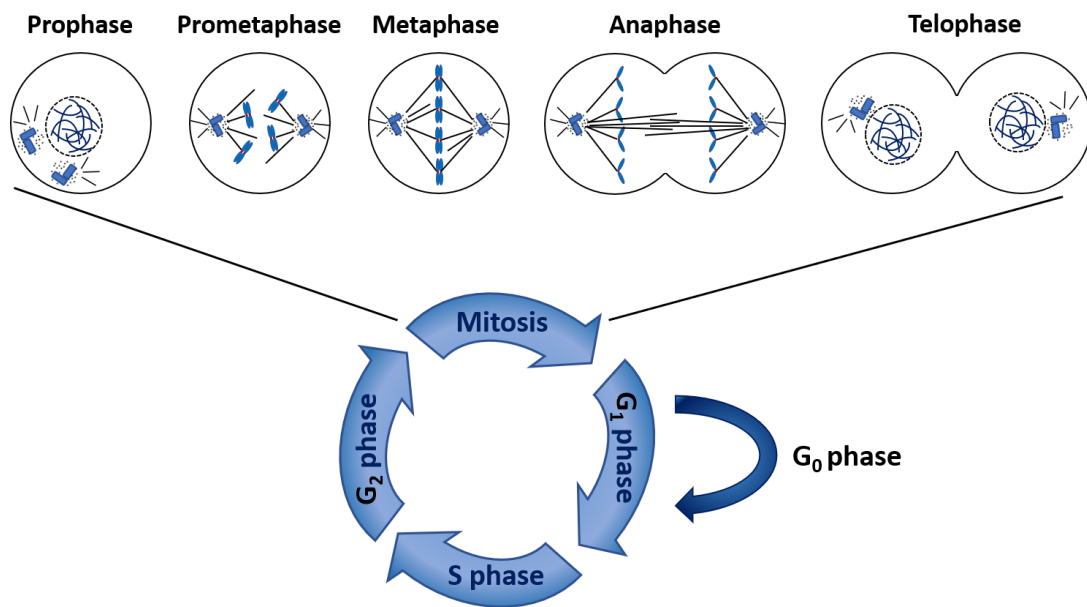 Prophase Prometaphase Metaphase Anaphase Telophase
Mitosis
G₁ phase
G₀ phase
S phase
G₂ phase